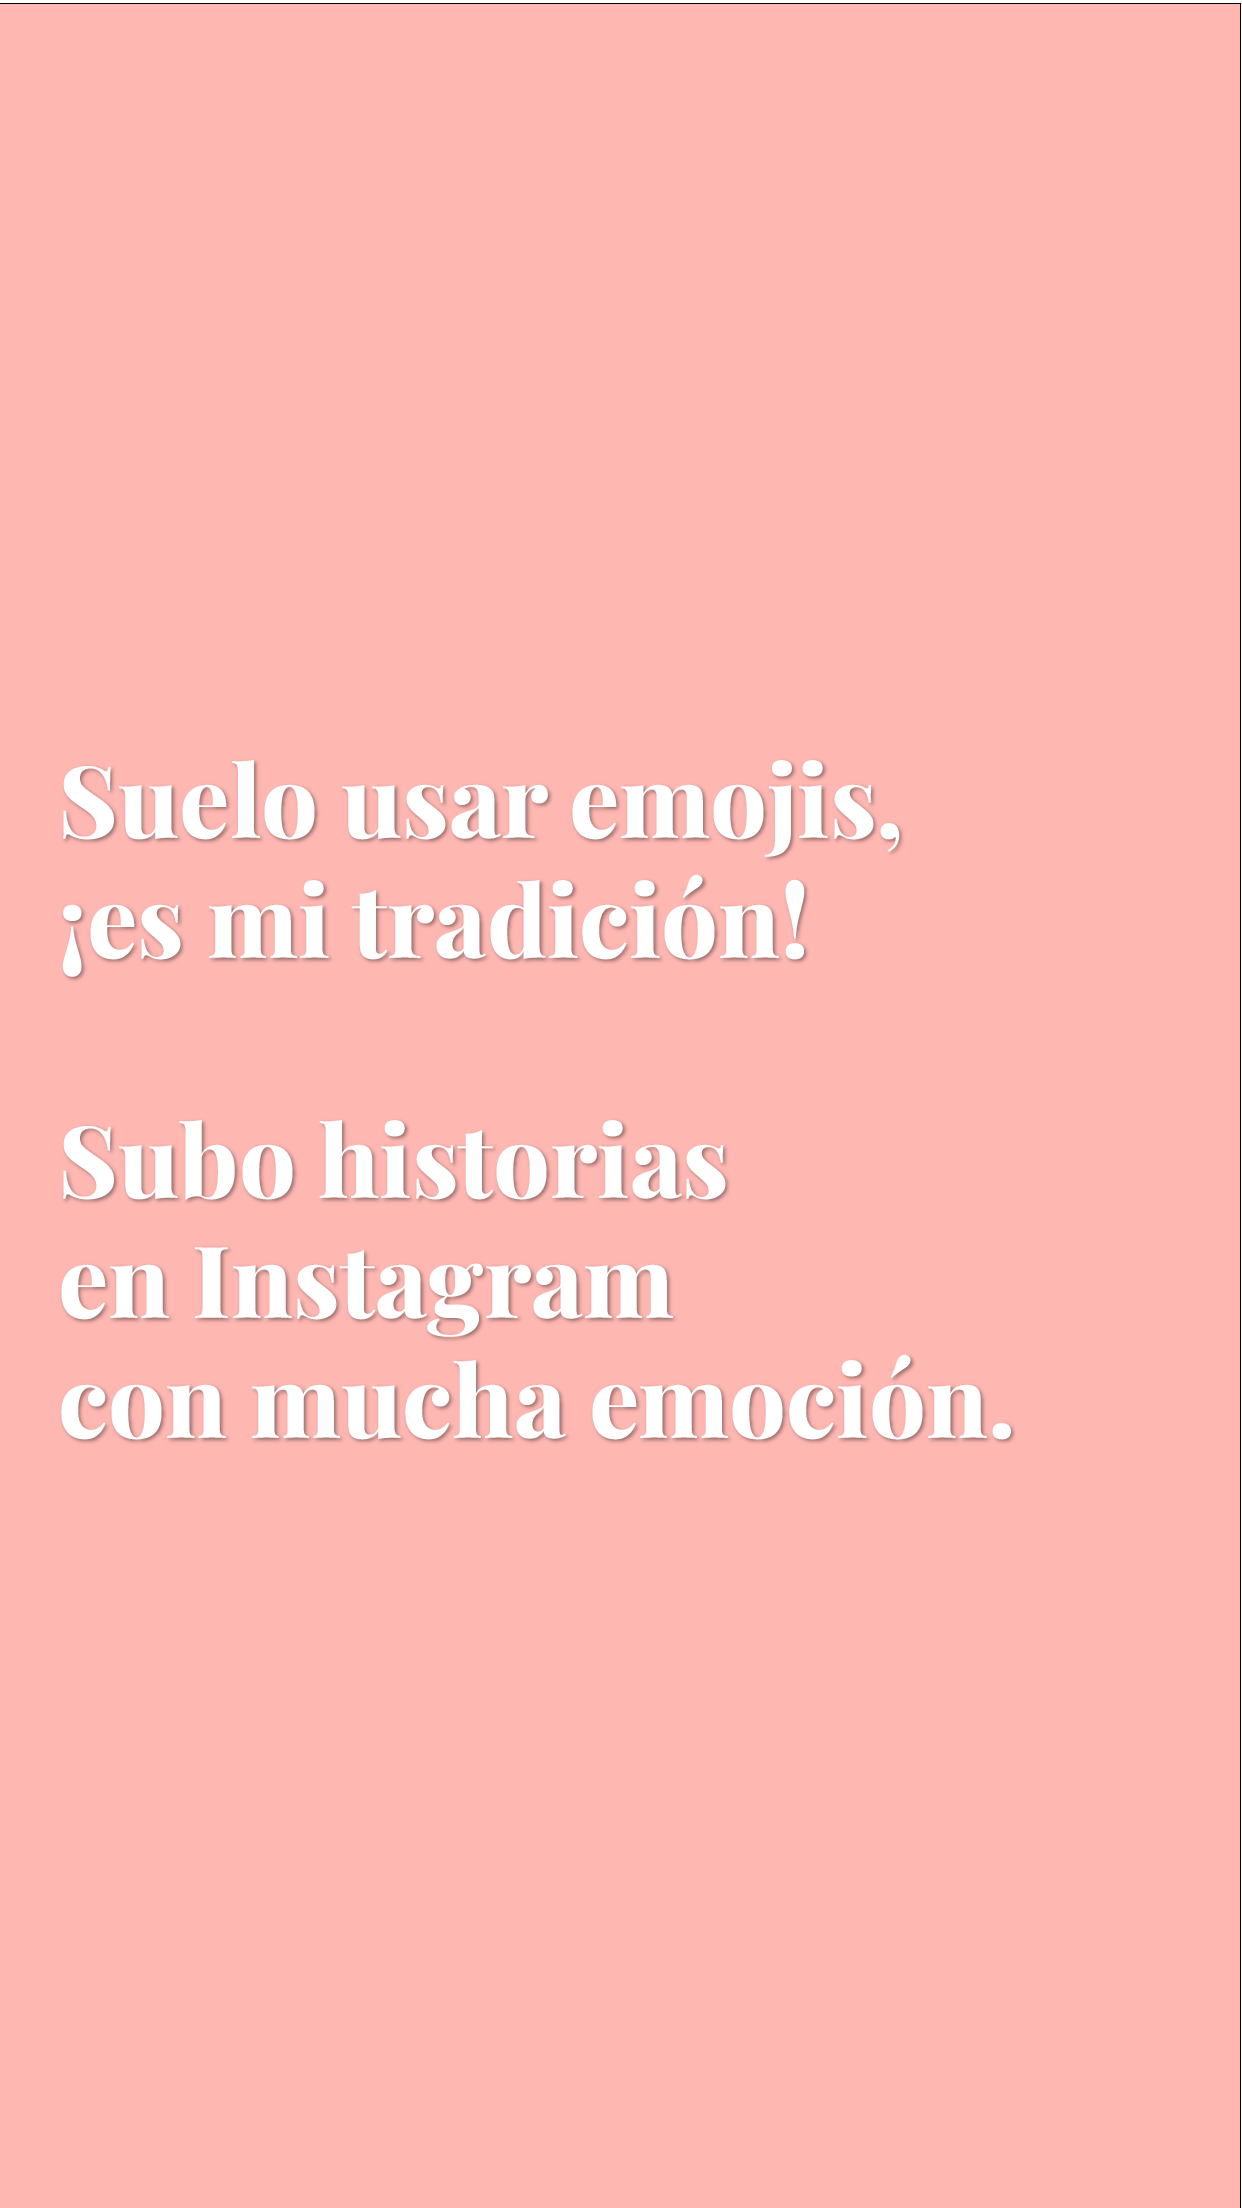 Suelo usar emojis,
¡es mi tradición!
Subo historias
en Instagram
con mucha emoción.